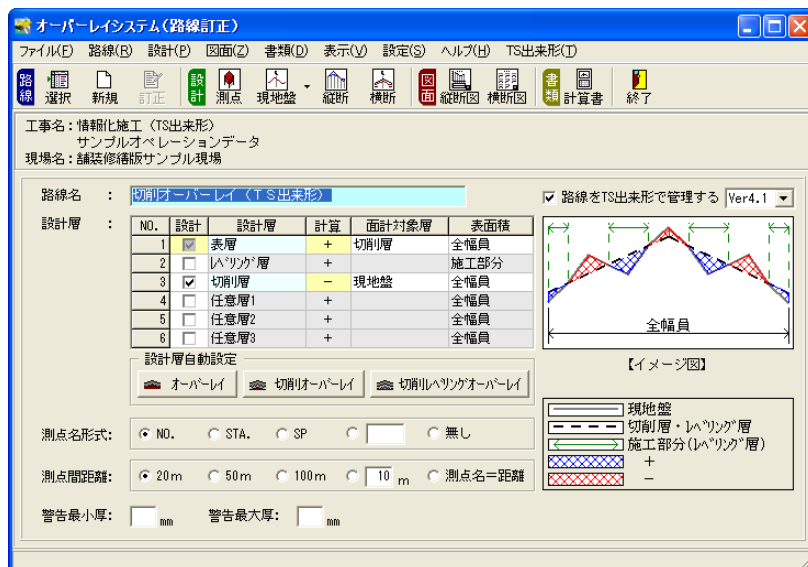 オーバーレイシステム(路線訂正)
ファイル(F) 路線(R) 設計(P) 図面(Z) 書類(D) 表示(V) 設定(S) ヘルプ(H) TS出来形(T)
路線 選択 新規 訂正 設計 測点 現地盤 縦断 横断 図面 縦断図 横断図 書類 計算書 終了
工事名:情報化施工(TS出来形)
サンプルオペレーションデータ
現場名:舗装修繕版サンプル現場
路線名 : 切削オーバーレイ(TS出来形) 路線をTS出来形で管理する Ver4.1
設計層 :
NO. 設計 設計層 計算 面計対象層 表面積
1 表層 + 切削層 全幅員
2 レベリング層 + 施工部分
3 切削層 - 現地盤 全幅員
4 任意層1 + 全幅員
5 任意層2 + 全幅員
6 任意層3 + 全幅員
全幅員
【イメージ図】
設計層自動設定
オーバーレイ 切削オーバーレイ 切削レベリングオーバーレイ
現地盤
切削層・レベリング層
施工部分(レベリング層)
+
-
測点名形式: NO. STA. SP 無し
測点間距離: 20m 50m 100m 10 m 測点名=距離
警告最小厚: mm 警告最大厚: mm